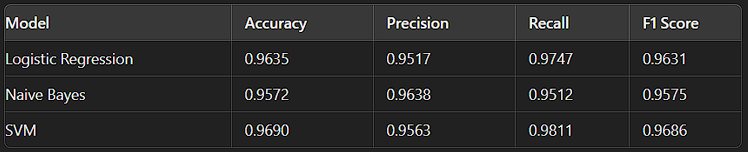 Model Accuracy Precision Recall F1 Score
Logistic Regression 0.9635 0.9517 0.9747 0.9631
Naive Bayes 0.9572 0.9638 0.9512 0.9575
SVM 0.9690 0.9563 0.9811 0.9686